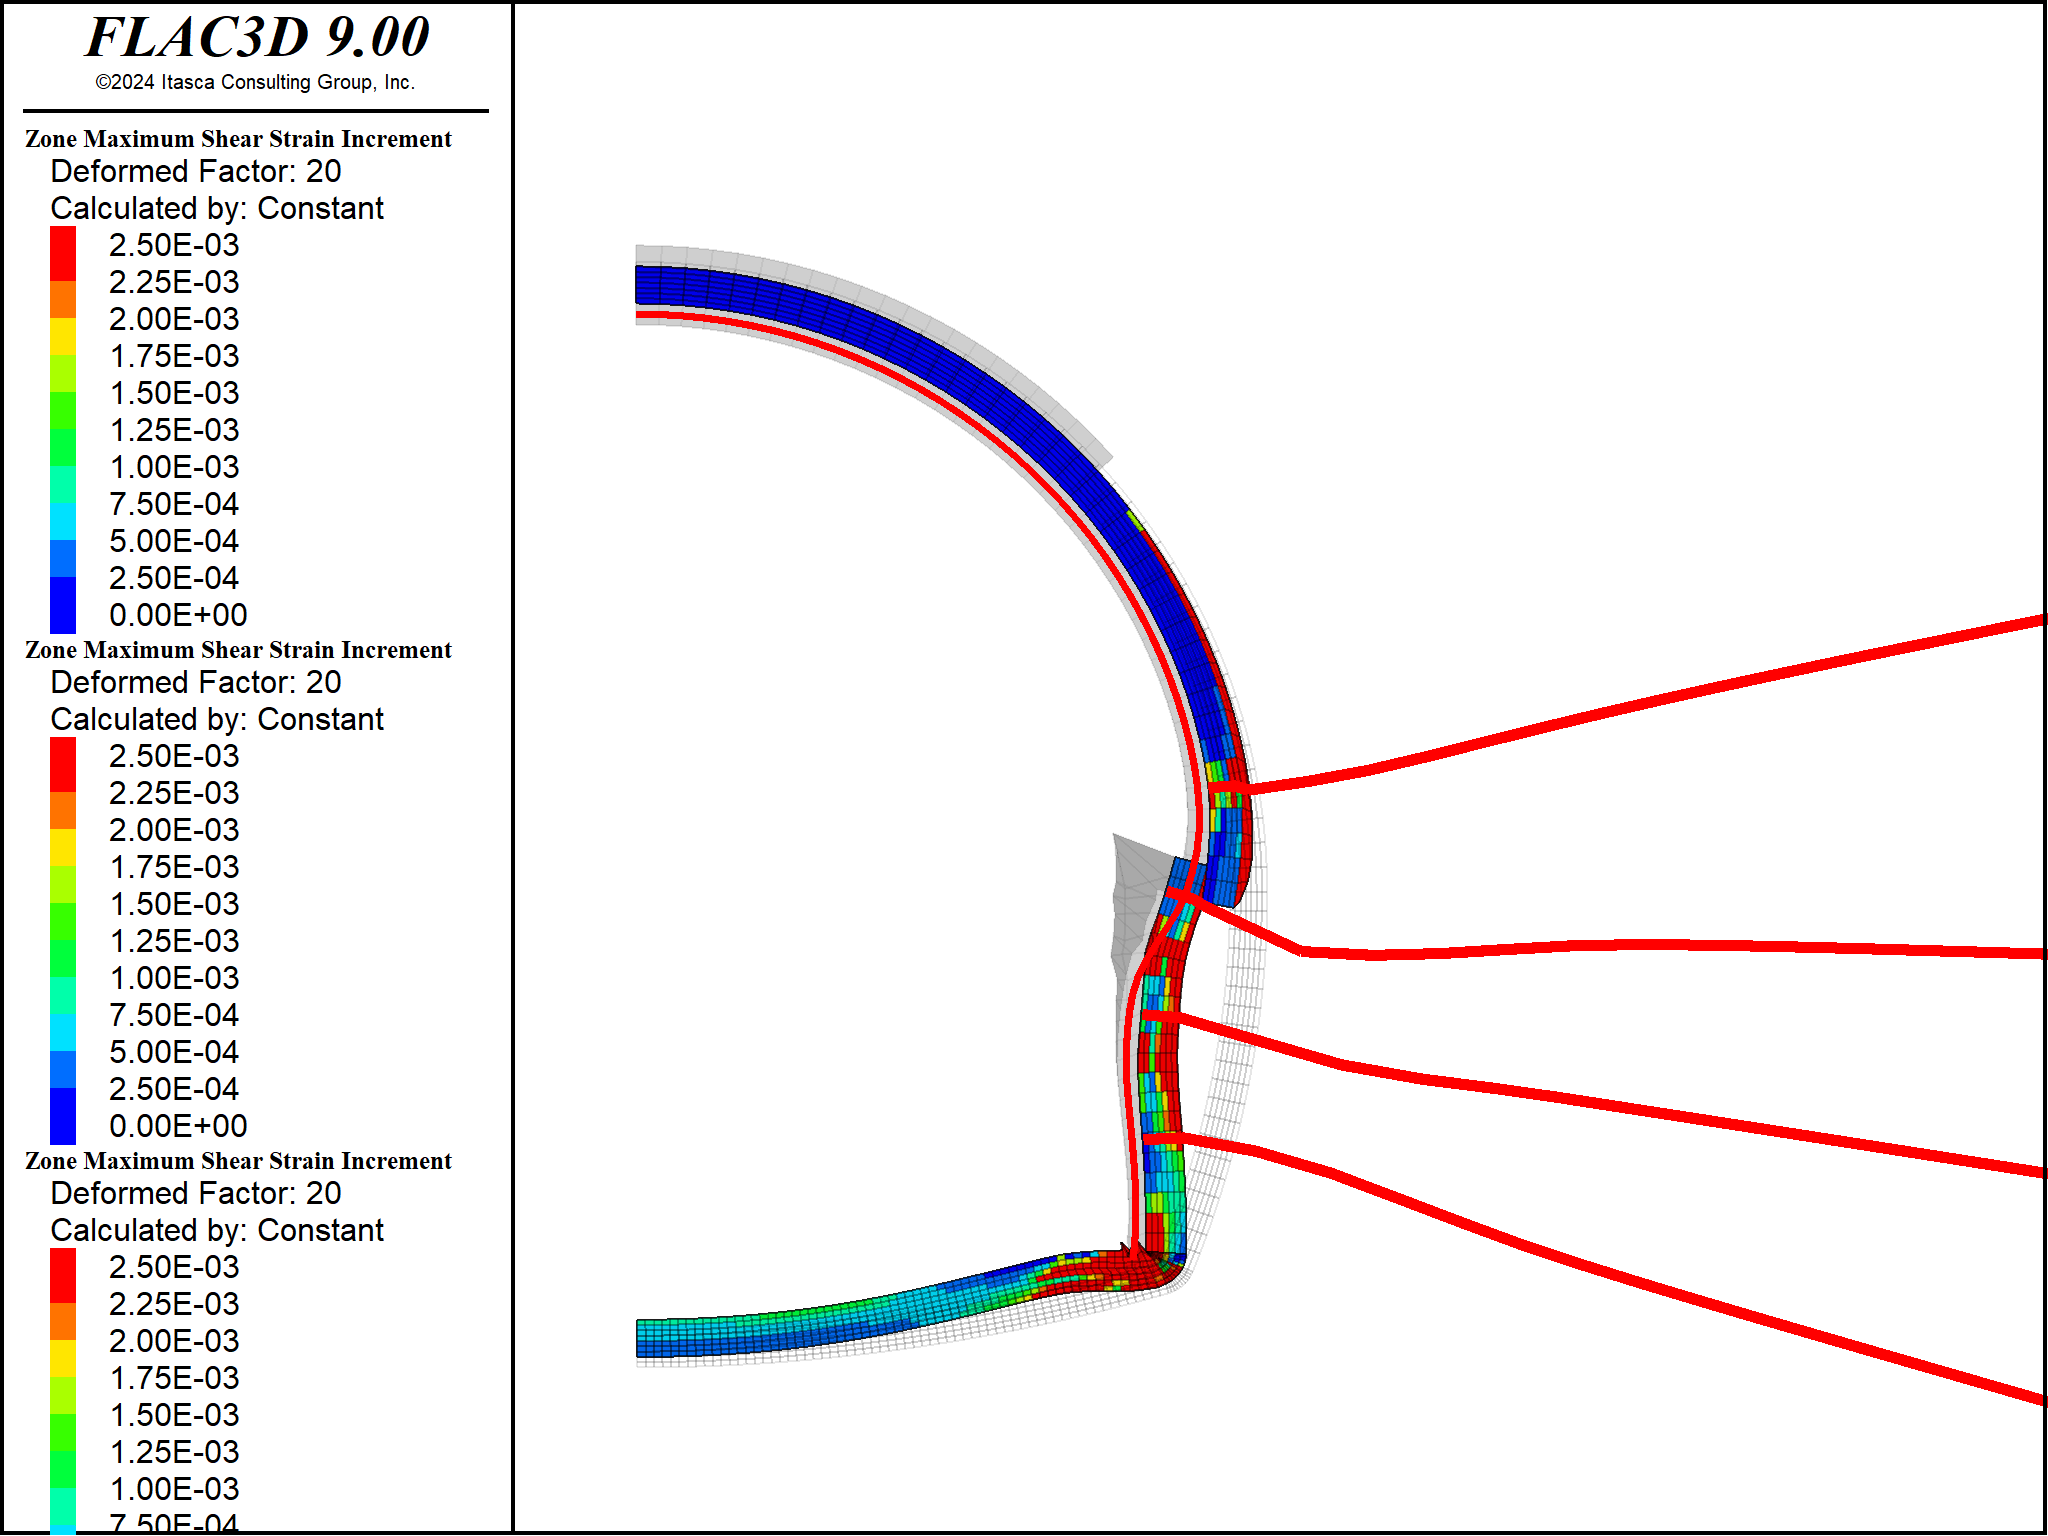 FLAC3D 9.00
©2024 Itasca Consulting Group, Inc.
Zone Maximum Shear Strain Increment
Deformed Factor: 20
Calculated by: Constant
2.50E-03
2.25E-03
2.00E-03
1.75E-03
1.50E-03
1.25E-03
1.00E-03
7.50E-04
5.00E-04
2.50E-04
0.00E+00
Zone Maximum Shear Strain Increment
Deformed Factor: 20
Calculated by: Constant
2.50E-03
2.25E-03
2.00E-03
1.75E-03
1.50E-03
1.25E-03
1.00E-03
7.50E-04
5.00E-04
2.50E-04
0.00E+00
Zone Maximum Shear Strain Increment
Deformed Factor: 20
Calculated by: Constant
2.50E-03
2.25E-03
2.00E-03
1.75E-03
1.50E-03
1.25E-03
1.00E-03
7.50E-04